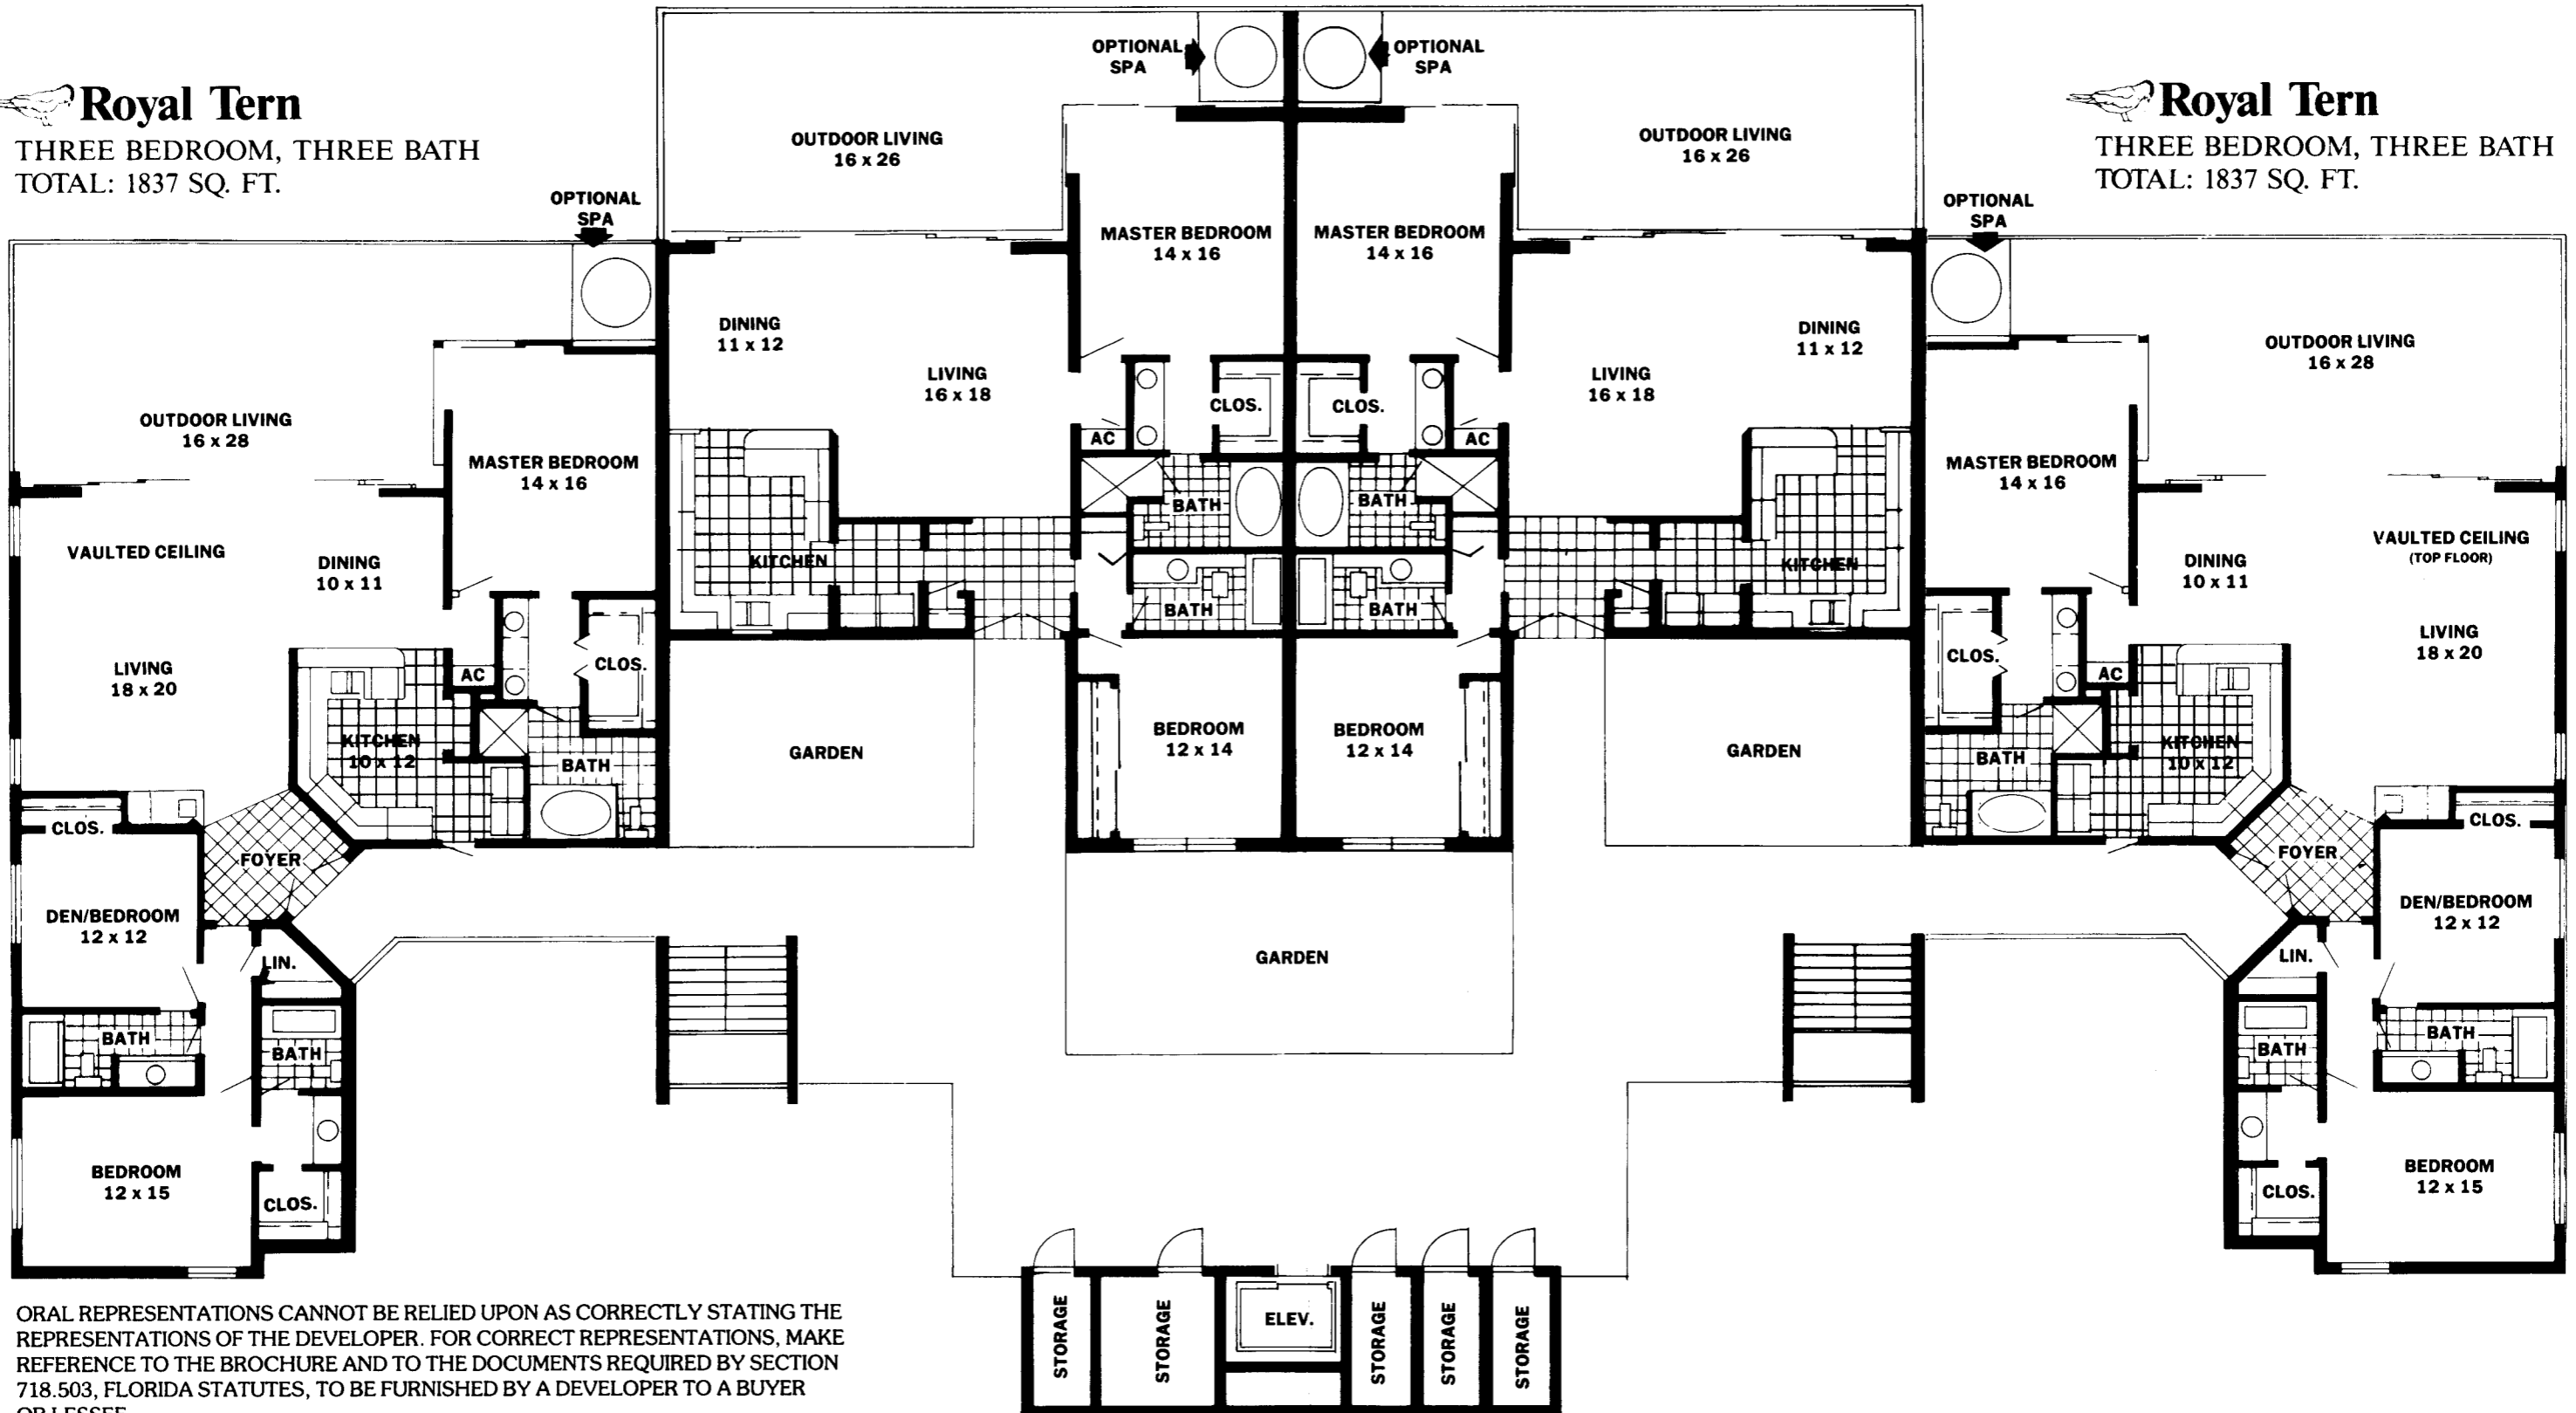 Royal Tern
THREE BEDROOM, THREE BATH
TOTAL: 1837 SQ. FT.
OPTIONAL
SPA
OUTDOOR LIVING
16 x 28
MASTER BEDROOM
14 x 16
VAULTED CEILING
DINING
10 x 11
LIVING
18 x 20
AC
CLOS.
KITCHEN
10 x 12
BATH
CLOS.
FOYER
DEN/BEDROOM
12 x 12
LIN.
BATH
BATH
BEDROOM
12 x 15
CLOS.
OPTIONAL
SPA
OUTDOOR LIVING
16 x 26
MASTER BEDROOM
14 x 16
DINING
11 x 12
LIVING
16 x 18
CLOS.
AC
BATH
KITCHEN
BATH
GARDEN
BEDROOM
12 x 14
OPTIONAL
SPA
OUTDOOR LIVING
16 x 26
MASTER BEDROOM
14 x 16
DINING
11 x 12
LIVING
16 x 18
CLOS.
AC
BATH
KITCHEN
BATH
BEDROOM
12 x 14
GARDEN
GARDEN
Royal Tern
THREE BEDROOM, THREE BATH
TOTAL: 1837 SQ. FT.
OPTIONAL
SPA
OUTDOOR LIVING
16 x 28
MASTER BEDROOM
14 x 16
VAULTED CEILING
(TOP FLOOR)
DINING
10 x 11
LIVING
18 x 20
CLOS.
AC
KITCHEN
10 x 12
BATH
CLOS.
FOYER
DEN/BEDROOM
12 x 12
LIN.
BATH
BATH
BEDROOM
12 x 15
CLOS.
STORAGE
STORAGE
ELEV.
STORAGE
STORAGE
STORAGE
ORAL REPRESENTATIONS CANNOT BE RELIED UPON AS CORRECTLY STATING THE
REPRESENTATIONS OF THE DEVELOPER. FOR CORRECT REPRESENTATIONS, MAKE
REFERENCE TO THE BROCHURE AND TO THE DOCUMENTS REQUIRED BY SECTION
718.503, FLORIDA STATUTES, TO BE FURNISHED BY A DEVELOPER TO A BUYER
OR LESSEE